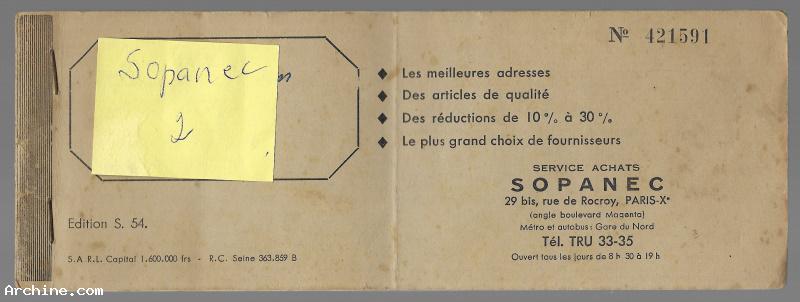 Sopanec
2
Edition S. 54.
S.A R.L. Capital 1.600.000 frs - R.C. Seine 363.859 B
Nº 421591
♦ Les meilleures adresses
♦ Des articles de qualité
♦ Des réductions de 10 % à 30 %
♦ Le plus grand choix de fournisseurs
SERVICE ACHATS
SOPANEC
29 bis, rue de Rocroy, PARIS-Xe
(angle boulevard Magenta)
Métro et autobus: Gare du Nord
Tél. TRU 33-35
Ouvert tous les jours de 8 h 30 à 19 h
Archine.com